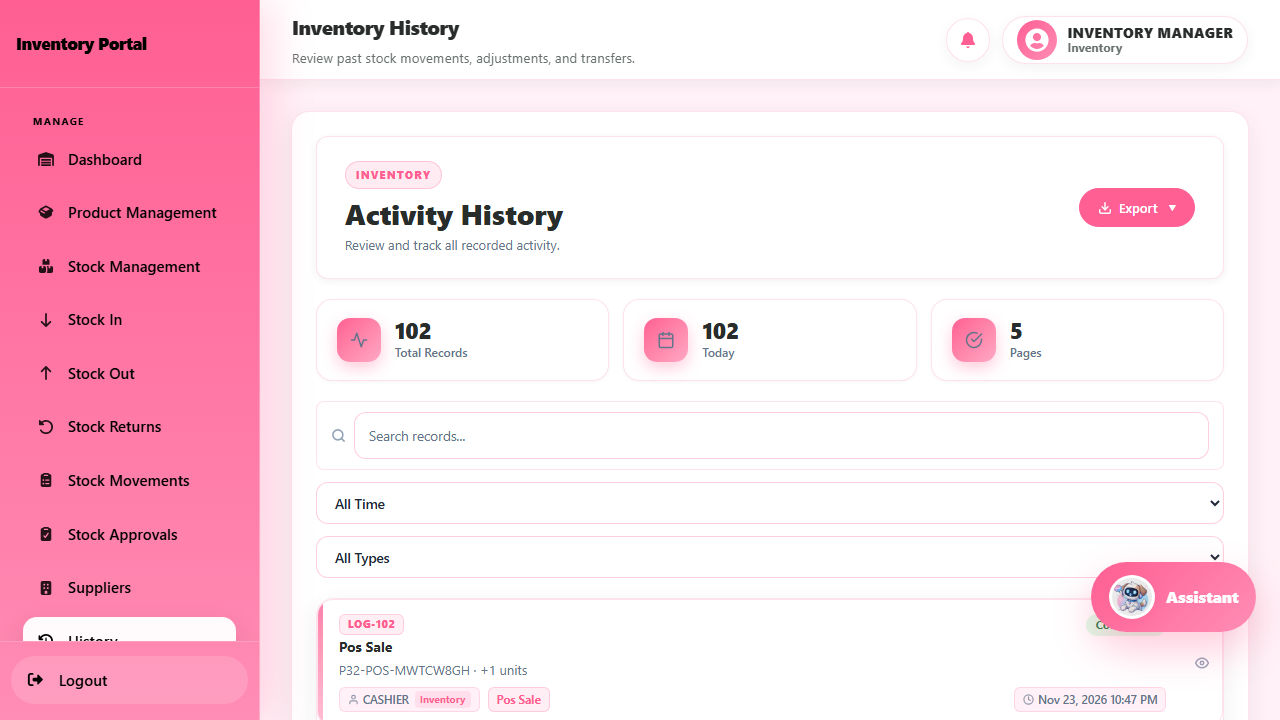 Inventory Portal
MANAGE
Dashboard
Product Management
Stock Management
Stock In
Stock Out
Stock Returns
Stock Movements
Stock Approvals
Suppliers
History
Logout
Inventory History
Review past stock movements, adjustments, and transfers.
INVENTORY MANAGER
Inventory
INVENTORY
Activity History
Review and track all recorded activity.
Export
102
Total Records
102
Today
5
Pages
Search records...
All Time
All Types
LOG-102
Pos Sale
P32-POS-MWTCW8GH · +1 units
CASHIER Inventory Pos Sale
Nov 23, 2026 10:47 PM
Assistant